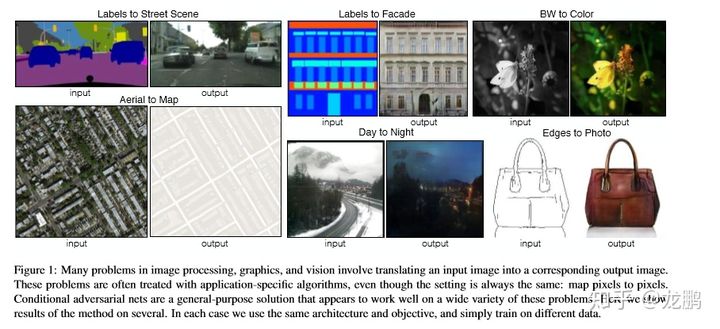 Labels to Street Scene
input
output
Aerial to Map
input
output
Labels to Facade
input
output
BW to Color
input
output
Day to Night
input
output
Edges to Photo
input
output
Figure 1: Many problems in image processing, graphics, and vision involve translating an input image into a corresponding output image.
These problems are often treated with application-specific algorithms, even though the setting is always the same: map pixels to pixels.
Conditional adversarial nets are a general-purpose solution that appears to work well on a wide variety of these problems. Here we show
results of the method on several. In each case we use the same architecture and objective, and simply train on different data.
知乎 @龙鹏